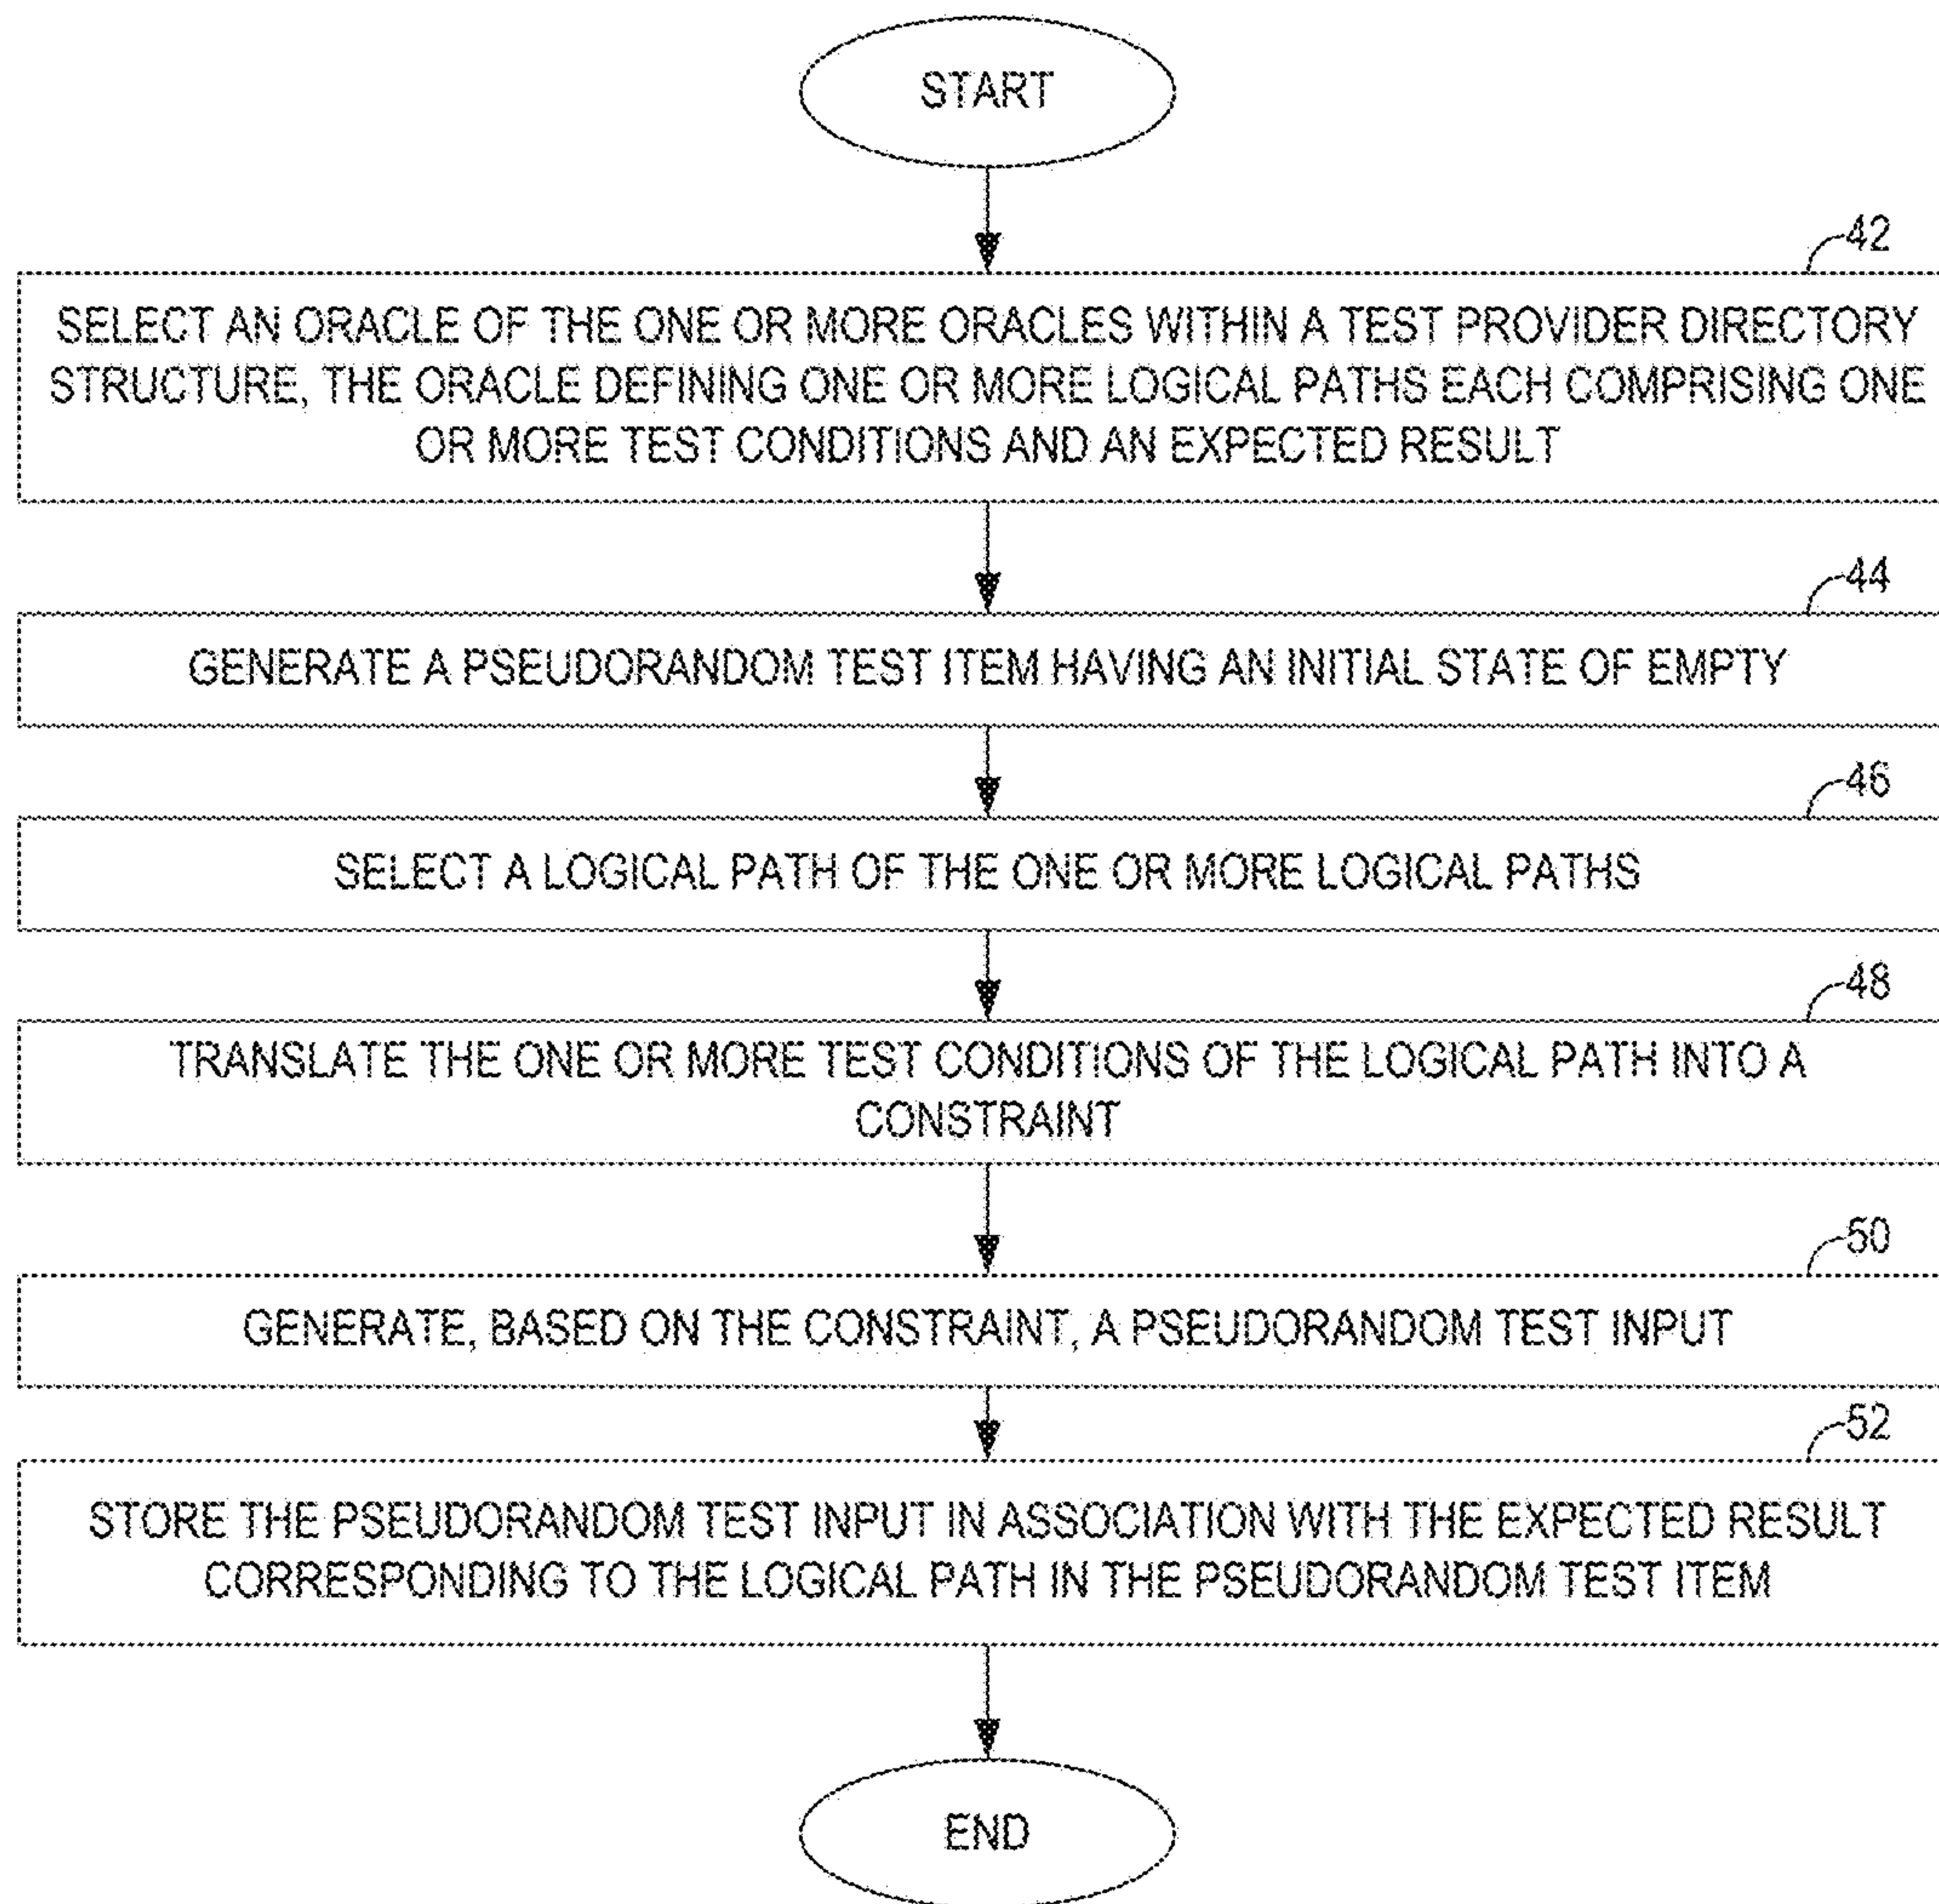 START
42
SELECT AN ORACLE OF THE ONE OR MORE ORACLES WITHIN A TEST PROVIDER DIRECTORY
STRUCTURE, THE ORACLE DEFINING ONE OR MORE LOGICAL PATHS EACH COMPRISING ONE
OR MORE TEST CONDITIONS AND AN EXPECTED RESULT
44
GENERATE A PSEUDORANDOM TEST ITEM HAVING AN INITIAL STATE OF EMPTY
46
SELECT A LOGICAL PATH OF THE ONE OR MORE LOGICAL PATHS
48
TRANSLATE THE ONE OR MORE TEST CONDITIONS OF THE LOGICAL PATH INTO A
CONSTRAINT
50
GENERATE, BASED ON THE CONSTRAINT, A PSEUDORANDOM TEST INPUT
52
STORE THE PSEUDORANDOM TEST INPUT IN ASSOCIATION WITH THE EXPECTED RESULT
CORRESPONDING TO THE LOGICAL PATH IN THE PSEUDORANDOM TEST ITEM
END